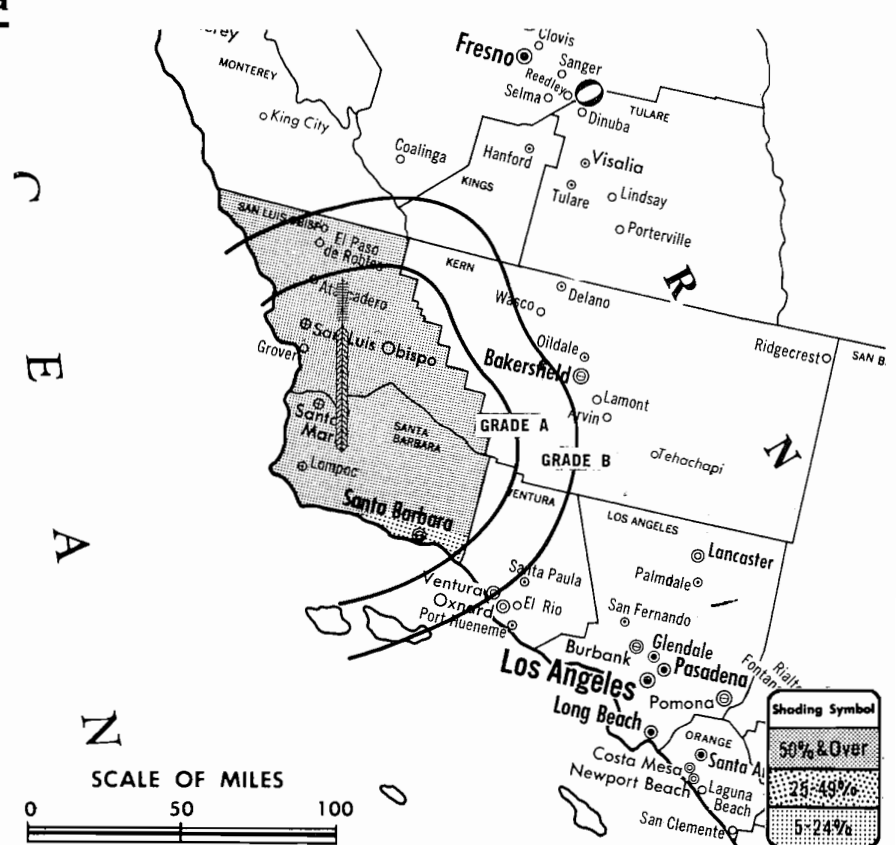 Clovis
Fresno
Sanger
Reedley
Selma
MONTEREY
King City
Dinuba
TULARE
Coalinga
Hanford
Visalia
KINGS
Tulare
Lindsay
Porterville
C
SAN LUIS OBISPO
El Paso
de Robles
KERN
R
Atascadero
Wasco
Delano
San Luis Obispo
Grover
Oildale
Bakersfield
Ridgecrest
SAN B.
E
Lamont
Arvin
Santa
Mar
SANTA
BARBARA
GRADE A
GRADE B
Tehachapi
N
Lompoc
Santa Barbara
VENTURA
LOS ANGELES
A
Lancaster
Santa Paula
Palmdale
Ventura
Oxnard
El Rio
Port Hueneme
San Fernando
Burbank
Glendale
Pasadena
Los Angeles
Pomona
Long Beach
N
ORANGE
Costa Mesa
Newport Beach
Laguna
Beach
San Clemente
Shading Symbol
50% & Over
25-49%
5-24%
SCALE OF MILES
0 50 100